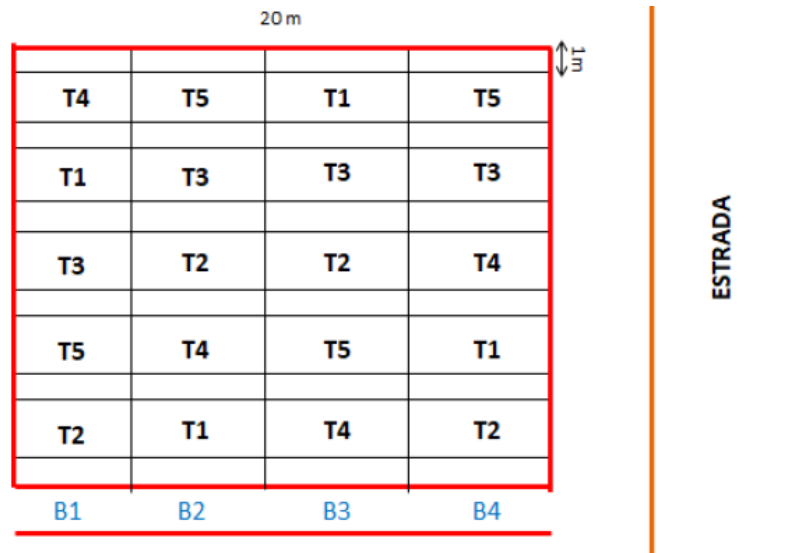 20 m
1m
T4 T5 T1 T5
T1 T3 T3 T3
T3 T2 T2 T4
T5 T4 T5 T1
T2 T1 T4 T2
B1 B2 B3 B4
ESTRADA